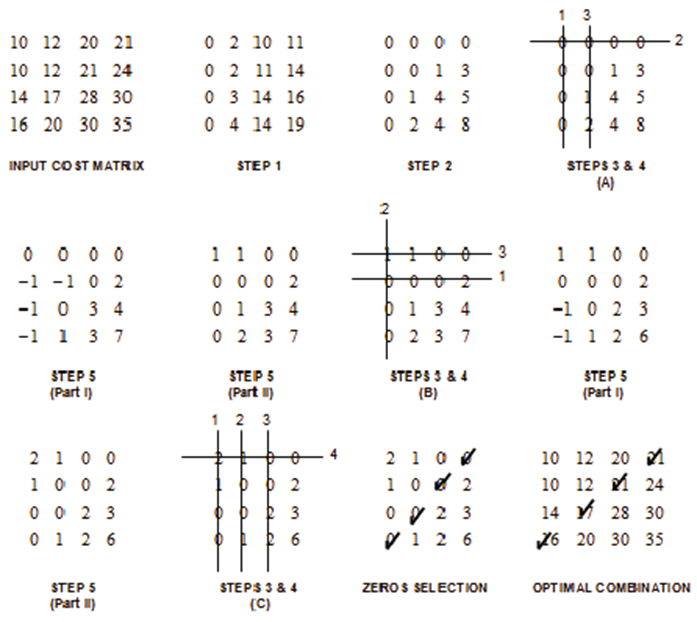 10 12 20 21
10 12 21 24
14 17 28 30
16 20 30 35
INPUT COST MATRIX
0 2 10 11
0 2 11 14
0 3 14 16
0 4 14 19
STEP 1
0 0 0 0
0 0 1 3
0 1 4 5
0 2 4 8
STEP 2
1 3
0 0 0 0 2
0 0 1 3
0 1 4 5
0 2 4 8
STEPS 3 & 4
(A)
0 0 0 0
-1 -1 0 2
-1 0 3 4
-1 1 3 7
STEP 5
(Part I)
1 1 0 0
0 0 0 2
0 1 3 4
0 2 3 7
STEP 5
(Part II)
2
1 1 0 0 3
0 0 0 2 1
0 1 3 4
0 2 3 7
STEPS 3 & 4
(B)
1 1 0 0
0 0 0 2
-1 0 2 3
-1 1 2 6
STEP 5
(Part I)
2 1 0 0
1 0 0 2
0 0 2 3
0 1 2 6
STEP 5
(Part II)
1 2 3
2 1 0 0 4
1 0 0 2
0 0 2 3
0 1 2 6
STEPS 3 & 4
(C)
2 1 0 0
1 0 0 2
0 0 2 3
0 1 2 6
ZEROS SELECTION
10 12 20 21
10 12 21 24
14 17 28 30
16 20 30 35
OPTIMAL COMBINATION